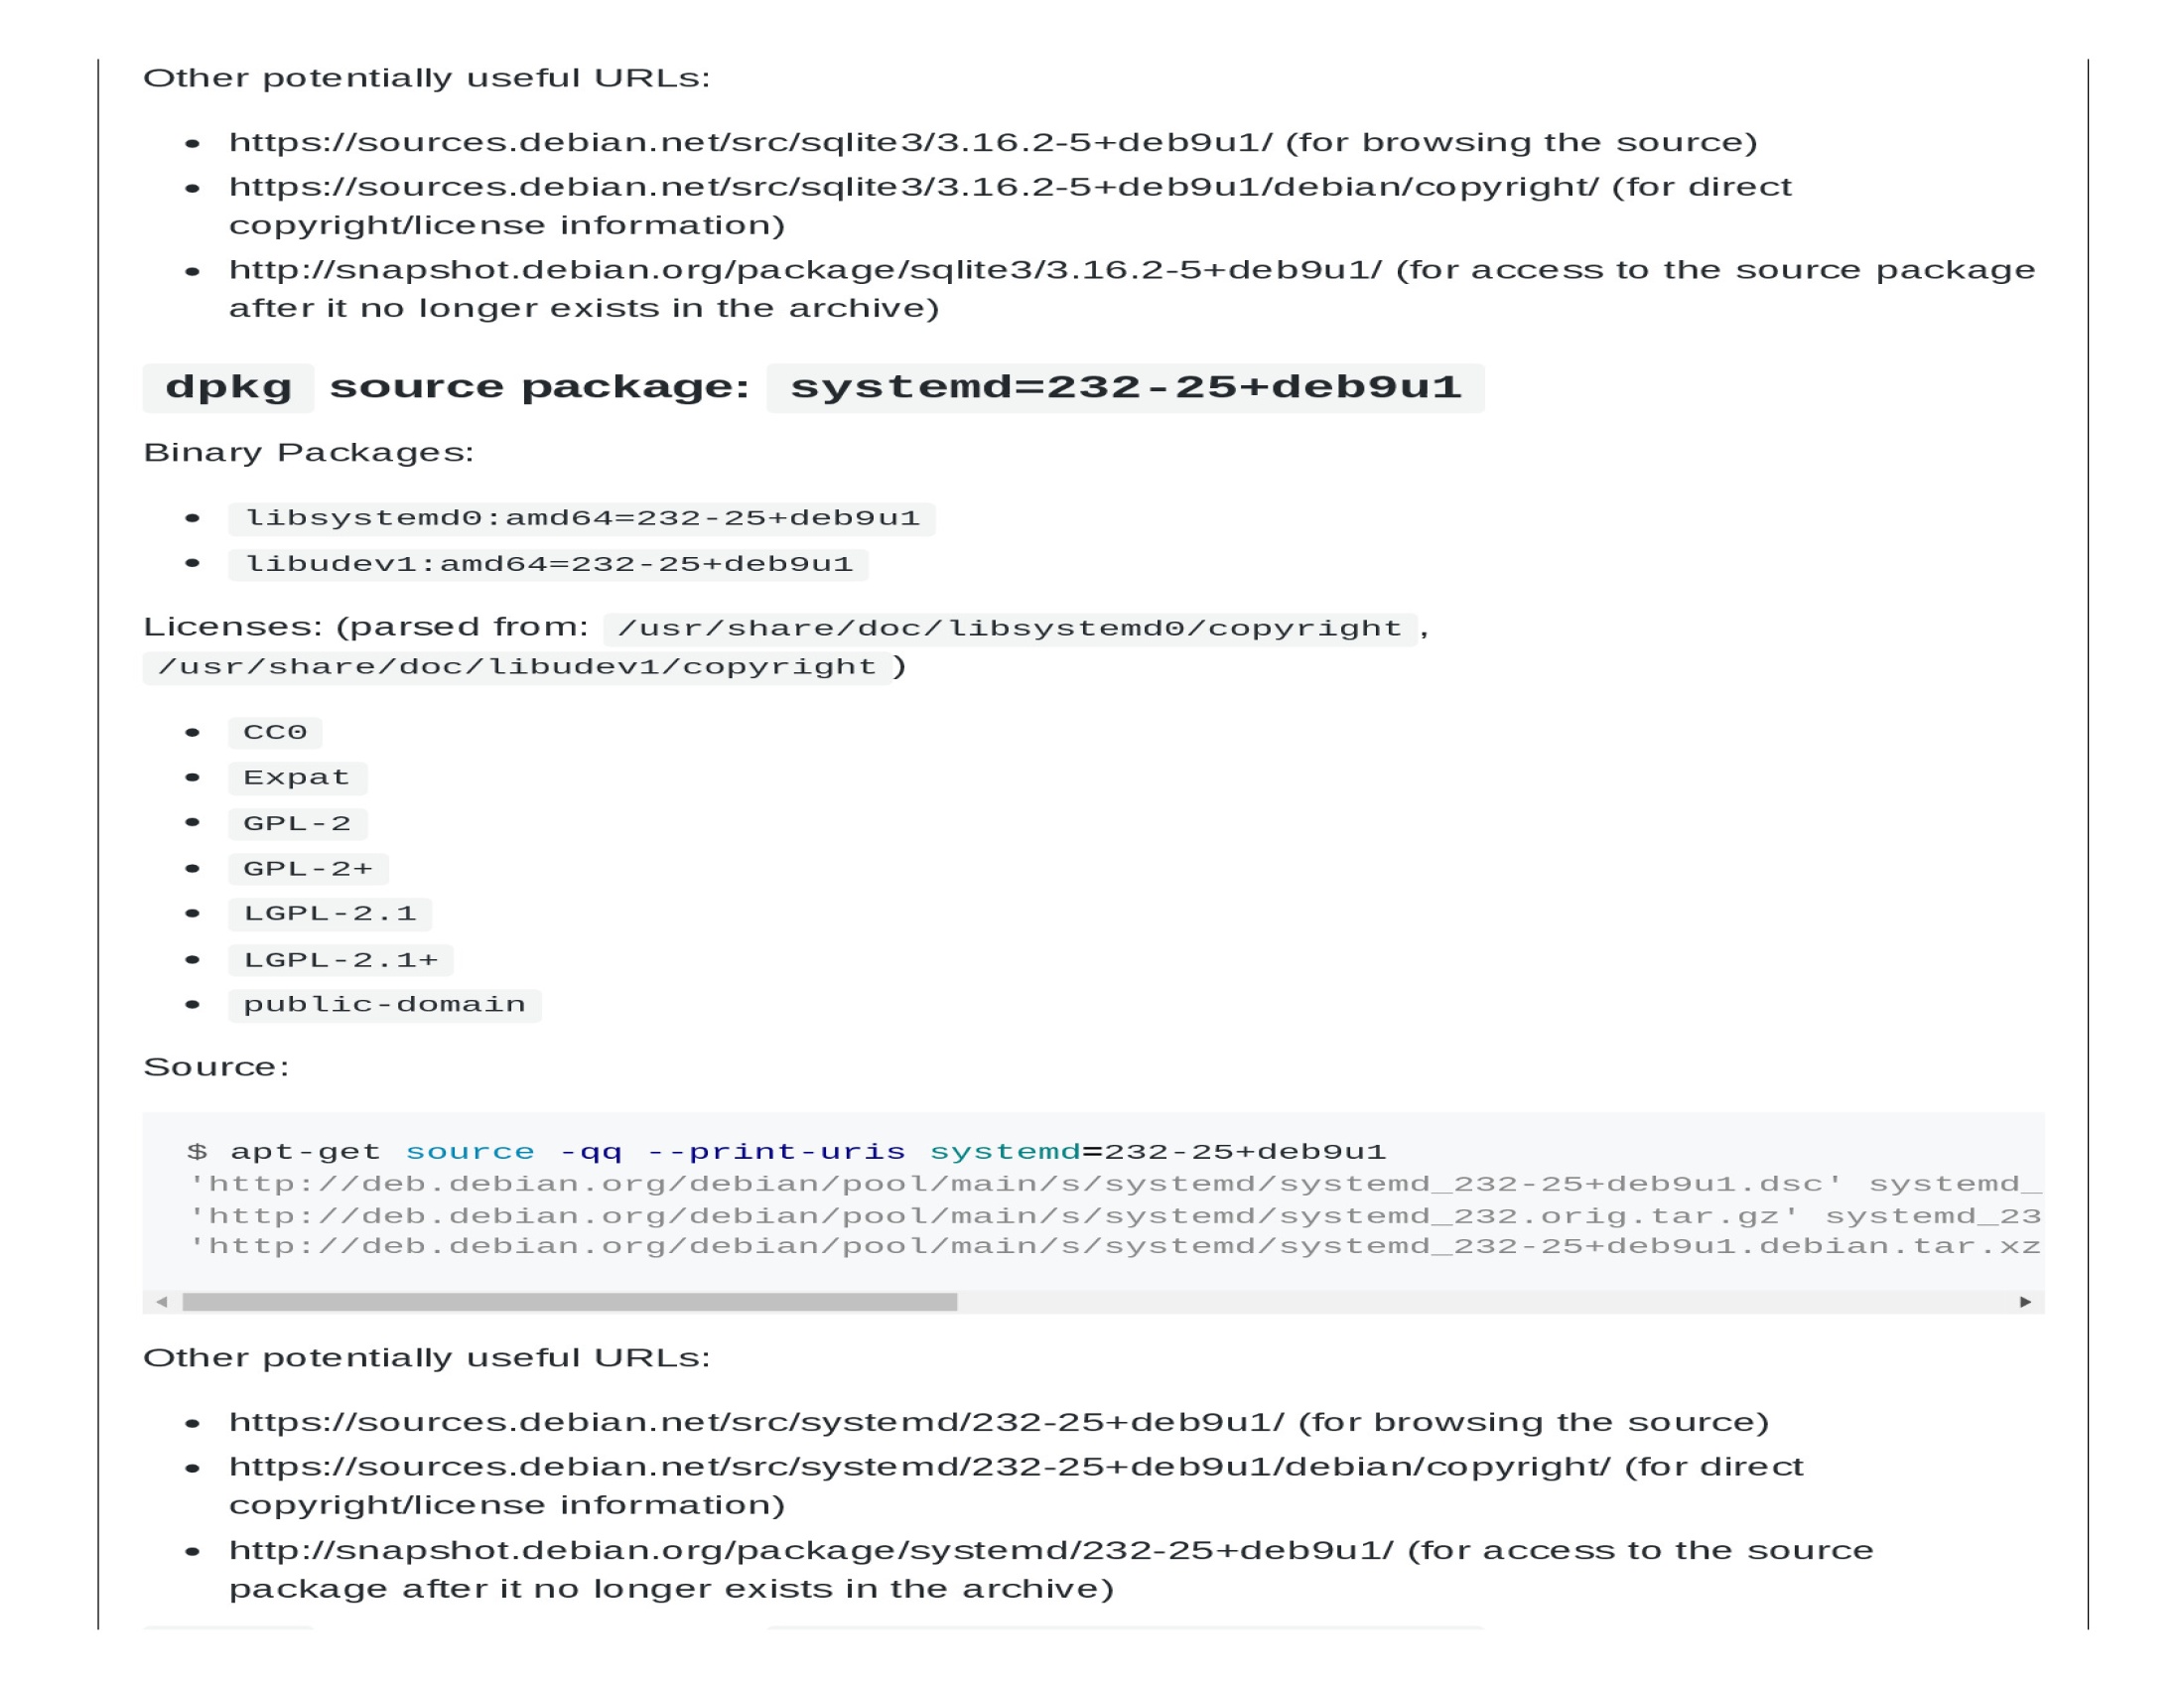 Other potentially useful URLs:
https://sources.debian.net/src/sqlite3/3.16.2-5+deb9u1/ (for browsing the source)
https://sources.debian.net/src/sqlite3/3.16.2-5+deb9u1/debian/copyright/ (for direct
copyright/license information)
http://snapshot.debian.org/package/sqlite3/3.16.2-5+deb9u1/ (for access to the source package
after it no longer exists in the archive)
dpkg source package: systemd=232-25+deb9u1
Binary Packages:
libsystemd0:amd64=232-25+deb9u1
libudev1:amd64=232-25+deb9u1
Licenses: (parsed from: /usr/share/doc/libsystemd0/copyright,
/usr/share/doc/libudev1/copyright)
CC0
Expat
GPL-2
GPL-2+
LGPL-2.1
LGPL-2.1+
public-domain
Source:
$ apt-get source -qq --print-uris systemd=232-25+deb9u1
'http://deb.debian.org/debian/pool/main/s/systemd/systemd_232-25+deb9u1.dsc' systemd_
'http://deb.debian.org/debian/pool/main/s/systemd/systemd_232.orig.tar.gz' systemd_23
'http://deb.debian.org/debian/pool/main/s/systemd/systemd_232-25+deb9u1.debian.tar.xz
Other potentially useful URLs:
https://sources.debian.net/src/systemd/232-25+deb9u1/ (for browsing the source)
https://sources.debian.net/src/systemd/232-25+deb9u1/debian/copyright/ (for direct
copyright/license information)
http://snapshot.debian.org/package/systemd/232-25+deb9u1/ (for access to the source
package after it no longer exists in the archive)